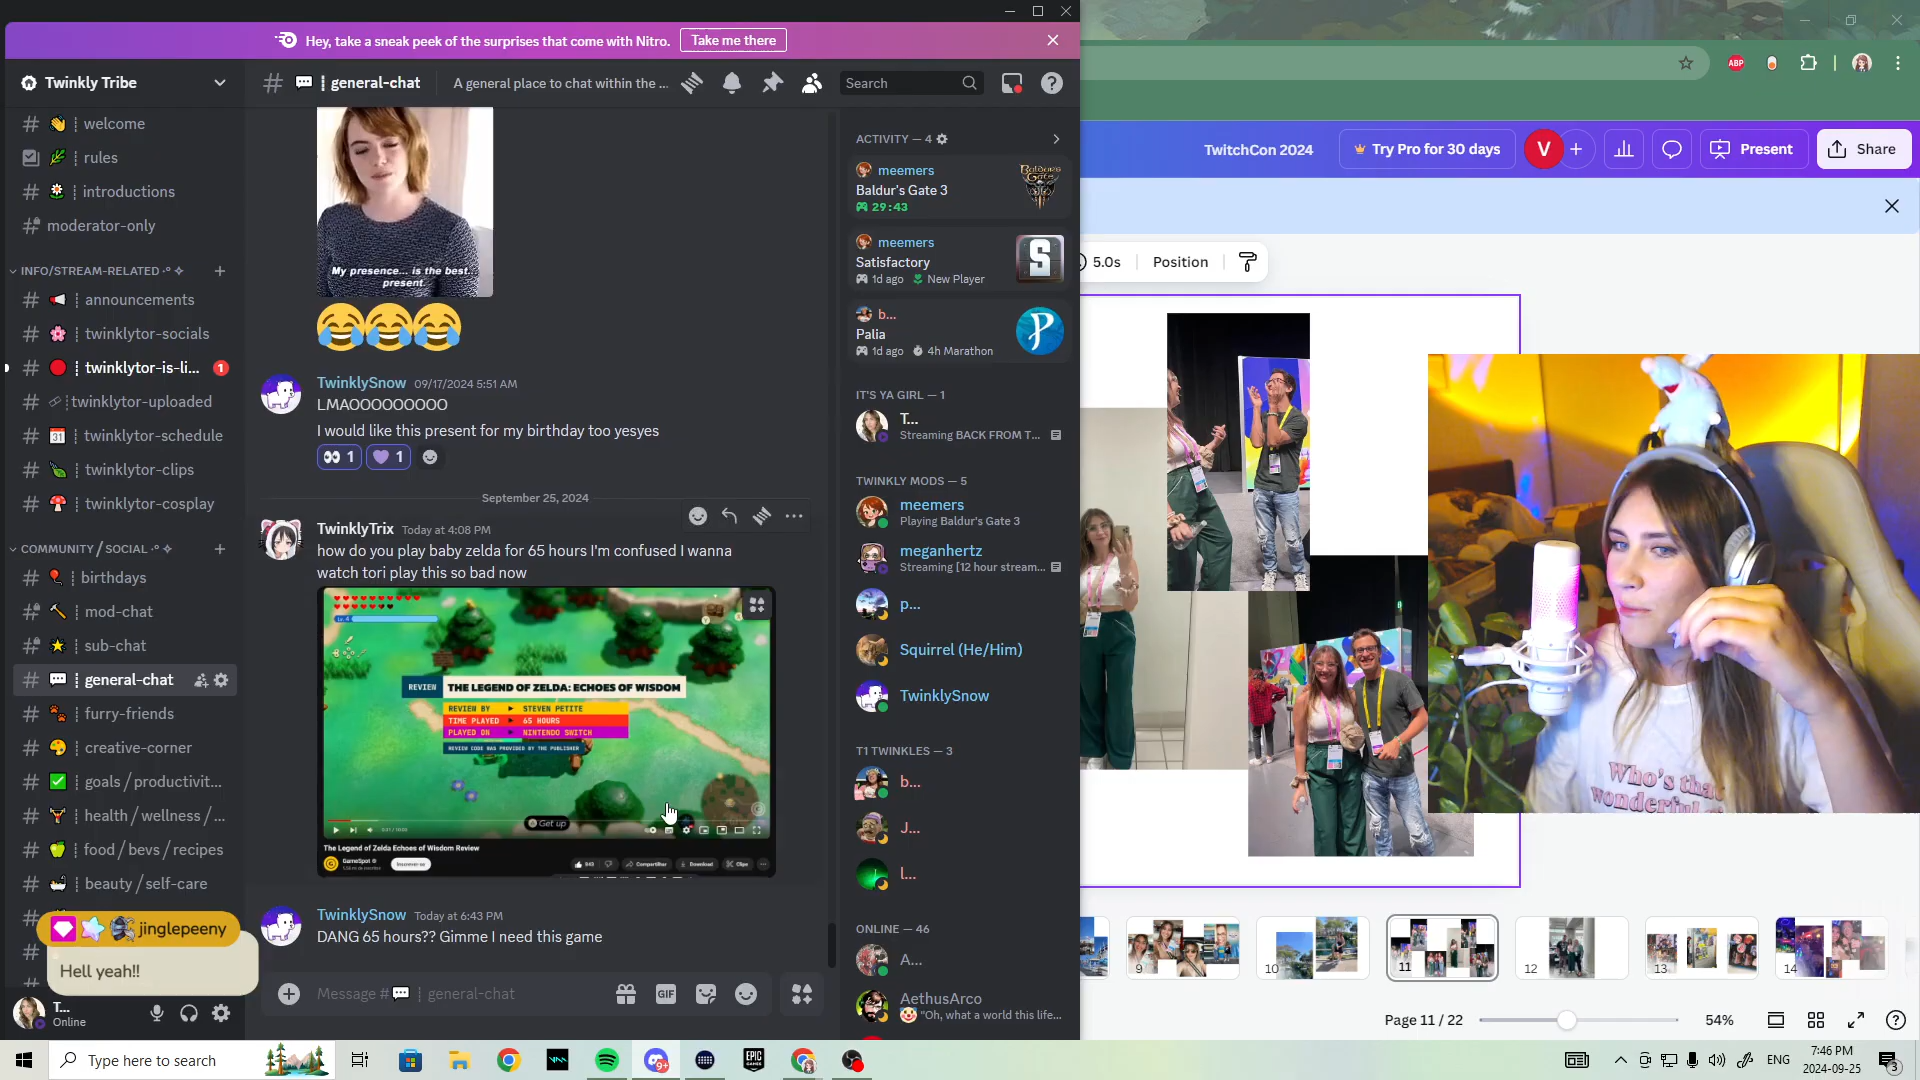 Hey, take a sneak peek of the surprises that come with Nitro.
Take me there
Twinkly Tribe
welcome
rules
introductions
moderator-only
INFO/STREAM-RELATED
announcements
twinklytor-socials
twinklytor-is-li...
1
twinklytor-uploaded
twinklytor-schedule
twinklytor-clips
twinklytor-cosplay
COMMUNITY/SOCIAL
birthdays
mod-chat
sub-chat
general-chat
furry-friends
creative-corner
goals/productivit...
health/wellness/...
food/bevs/recipes
beauty/self-care
jinglepeeny
Hell yeah!!
T...
Online
general-chat
A general place to chat within the ...
Search
My presence... is the best..
present.
TwinklySnow 09/17/2024 5:51 AM
LMAOOOOOOOOO
I would like this present for my birthday too yesyes
1
1
September 25, 2024
TwinklyTrix Today at 4:08 PM
how do you play baby zelda for 65 hours I'm confused I wanna
watch tori play this so bad now
REVIEW THE LEGEND OF ZELDA: ECHOES OF WISDOM
REVIEW BY STEVEN PETITE
TIME PLAYED 65 HOURS
PLAYED ON NINTENDO SWITCH
REVIEW CODE WAS PROVIDED BY THE PUBLISHER
Get up
The Legend of Zelda Echoes of Wisdom Review
GameSpot
Compartilhar
Download
Clipe
TwinklySnow Today at 6:43 PM
DANG 65 hours?? Gimme I need this game
Message # general-chat
GIF
ACTIVITY — 4
meemers
Baldur's Gate 3
29:43
meemers
Satisfactory
1d ago New Player
b...
Palia
1d ago 4h Marathon
IT'S YA GIRL — 1
T...
Streaming BACK FROM T...
TWINKLY MODS — 5
meemers
Playing Baldur's Gate 3
meganhertz
Streaming [12 hour stream...
p...
Squirrel (He/Him)
TwinklySnow
T1 TWINKLES — 3
b...
J...
l...
ONLINE — 46
A...
AethusArco
"Oh, what a world this life...
ABP
TwitchCon 2024
Try Pro for 30 days
V
Present
Share
5.0s
Position
Who's that
wonderful
9
10
11
12
13
14
Page 11 / 22
54%
Type here to search
9+
EPIC
GAMES
ENG
7:46 PM
2024-09-25
3